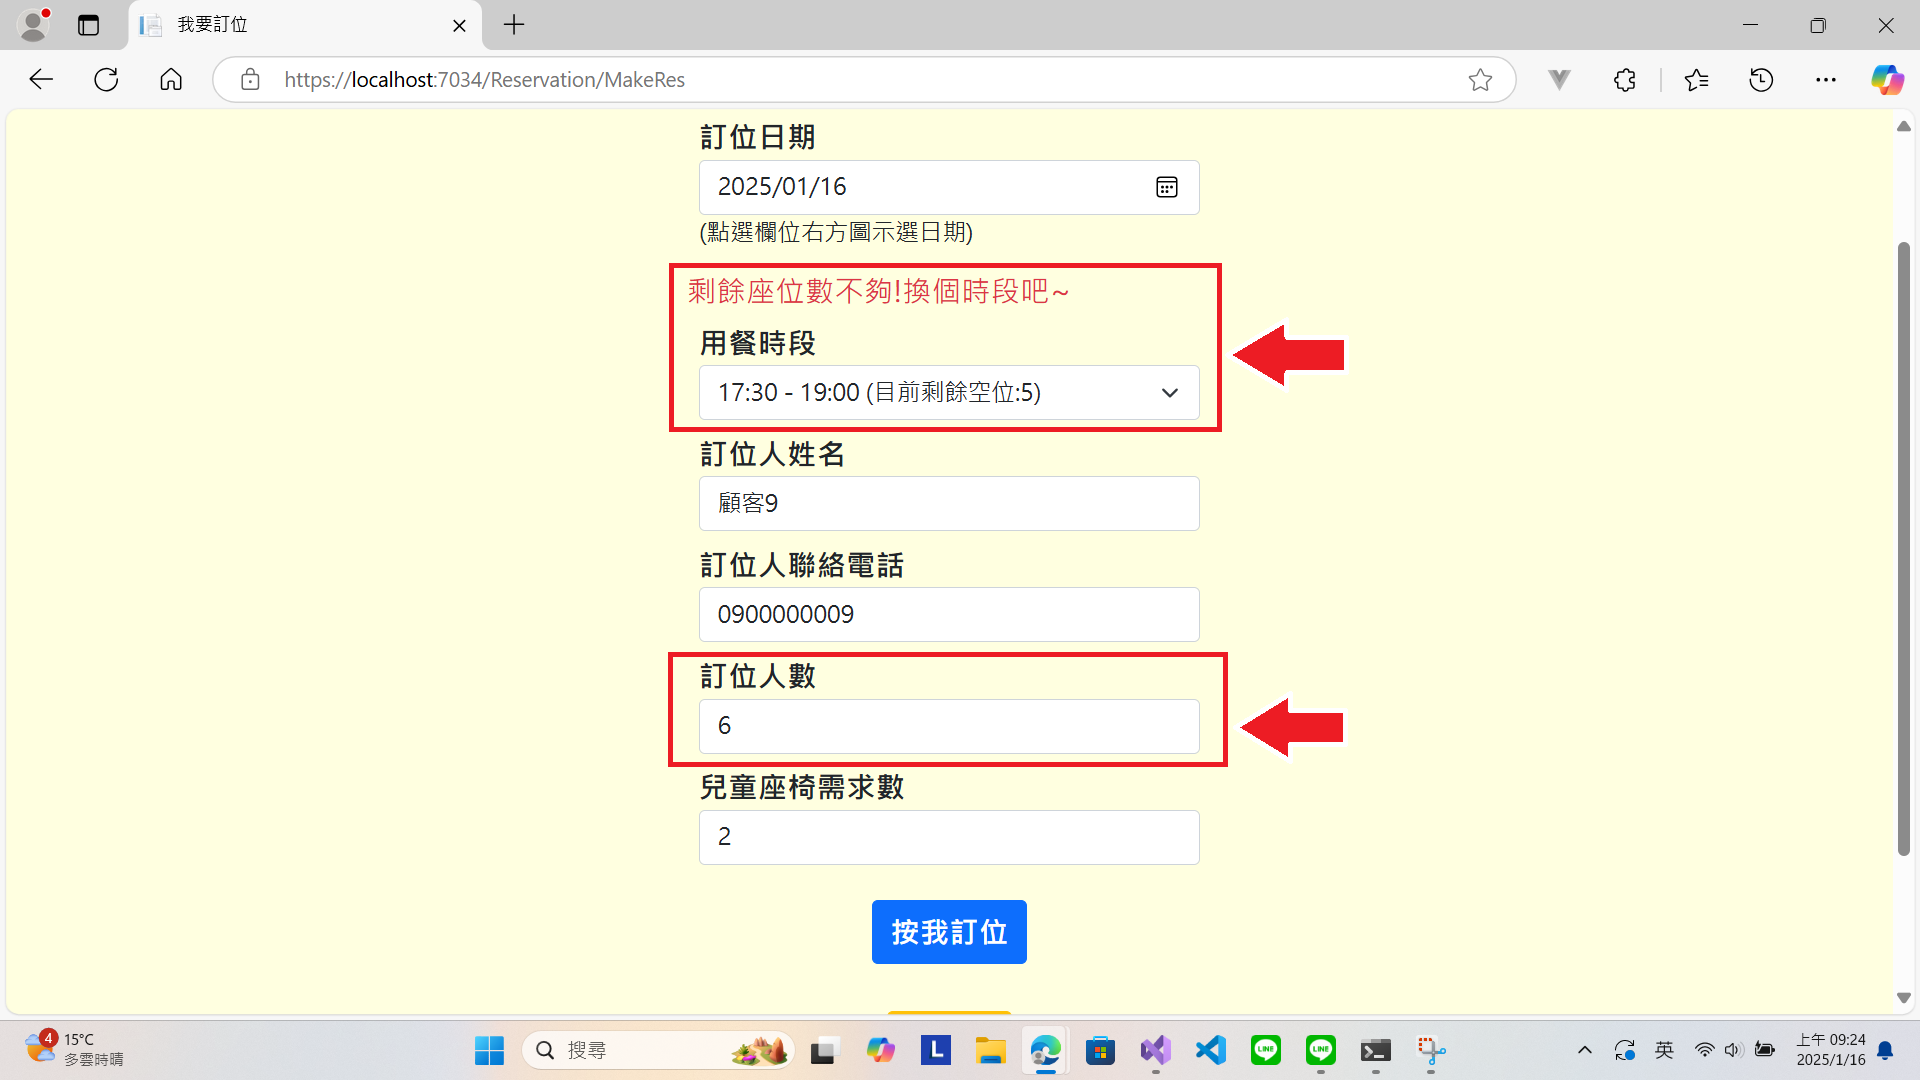 我要訂位
https://localhost:7034/Reservation/MakeRes
訂位日期
2025/01/16
(點選欄位右方圖示選日期)
剩餘座位數不夠!換個時段吧~
用餐時段
17:30 - 19:00 (目前剩餘空位:5)
訂位人姓名
顧客9
訂位人聯絡電話
0900000009
訂位人數
6
兒童座椅需求數
2
按我訂位
4
15°C
多雲時晴
搜尋
L
LINE
LINE
英
上午 09:24
2025/1/16